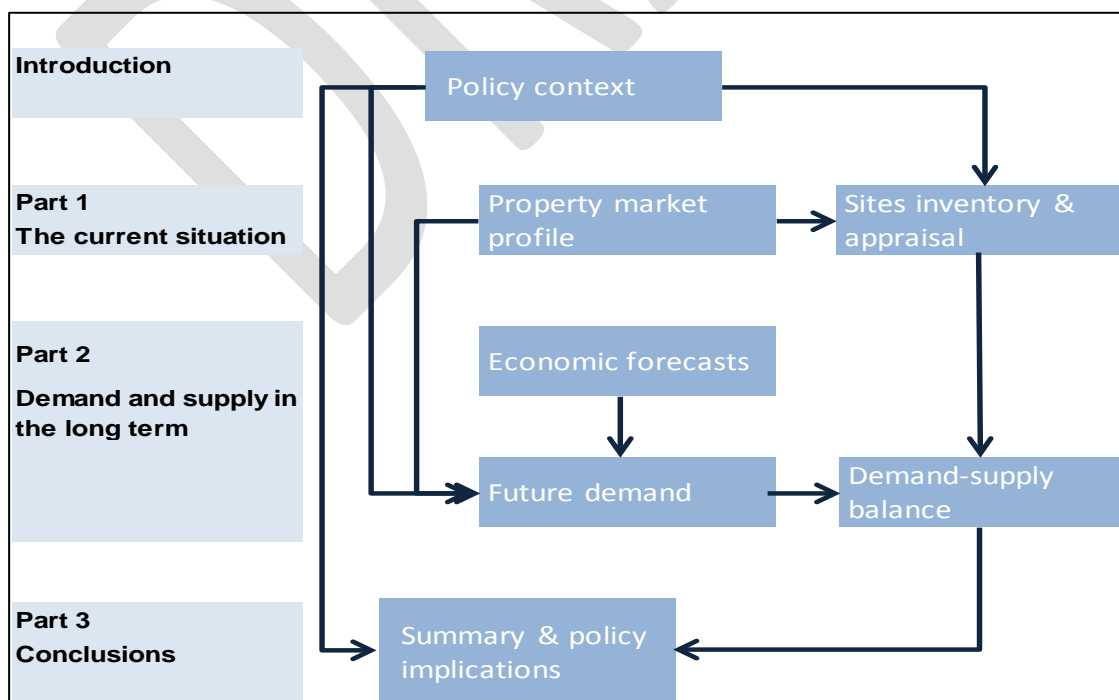 Introduction
Policy context
Part 1
The current situation
Property market
profile
Sites inventory &
appraisal
Part 2
Demand and supply in
the long term
Economic forecasts
Future demand
Demand-supply
balance
Part 3
Conclusions
Summary & policy
implications